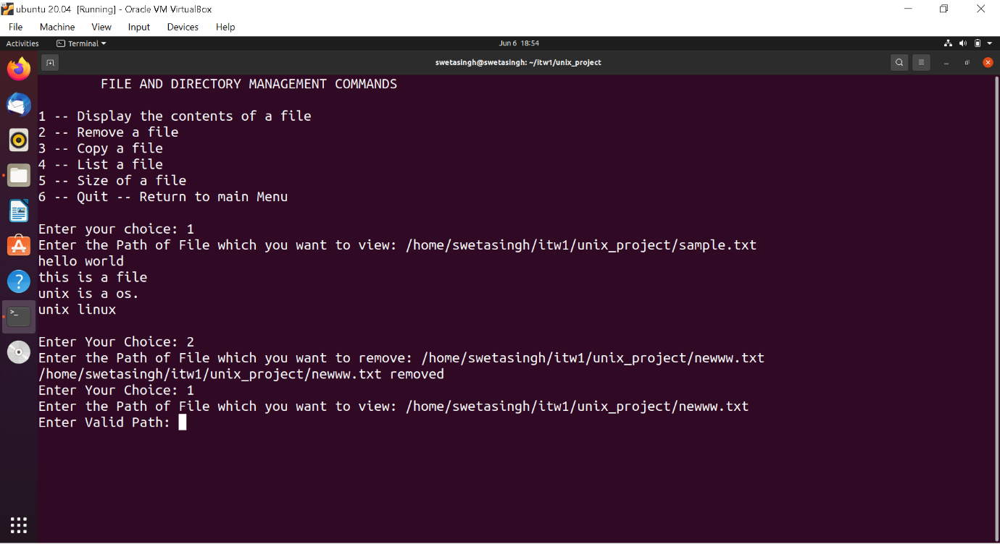 ubuntu 20.04 [Running] - Oracle VM VirtualBox
File Machine View Input Devices Help
Activities Terminal Jun 6 18:54
swetasingh@swetasingh: ~/itw1/unix_project
FILE AND DIRECTORY MANAGEMENT COMMANDS
1 -- Display the contents of a file
2 -- Remove a file
3 -- Copy a file
4 -- List a file
5 -- Size of a file
6 -- Quit -- Return to main Menu
Enter your choice: 1
Enter the Path of File which you want to view: /home/swetasingh/itw1/unix_project/sample.txt
hello world
this is a file
unix is a os.
unix linux
Enter Your Choice: 2
Enter the Path of File which you want to remove: /home/swetasingh/itw1/unix_project/newww.txt
/home/swetasingh/itw1/unix_project/newww.txt removed
Enter Your Choice: 1
Enter the Path of File which you want to view: /home/swetasingh/itw1/unix_project/newww.txt
Enter Valid Path: